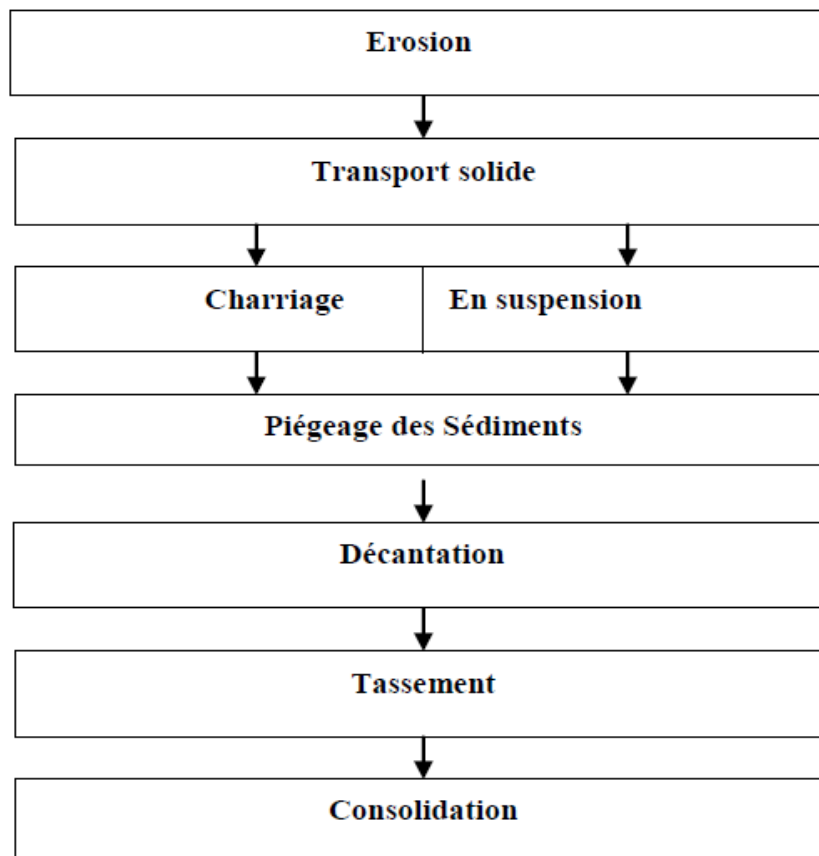 Erosion
Transport solide
Charriage
En suspension
Piégeage des Sédiments
Décantation
Tassement
Consolidation